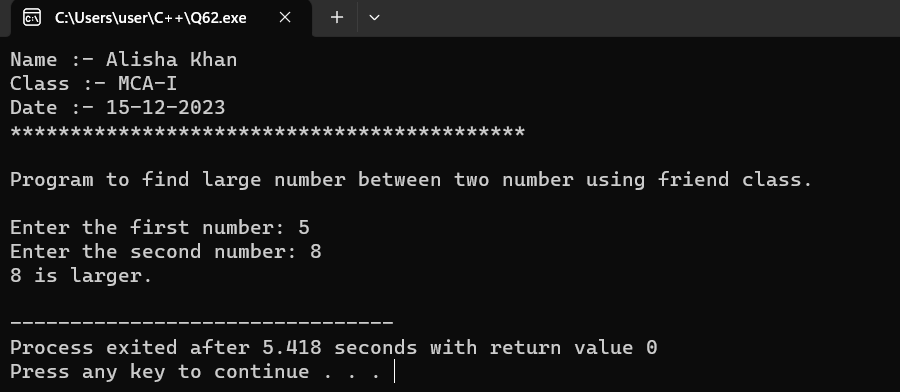 C:\Users\user\C++\Q62.exe
Name :- Alisha Khan
Class :- MCA-I
Date :- 15-12-2023
*******************************************
Program to find large number between two number using friend class.
Enter the first number: 5
Enter the second number: 8
8 is larger.
--------------------------------
Process exited after 5.418 seconds with return value 0
Press any key to continue . . .